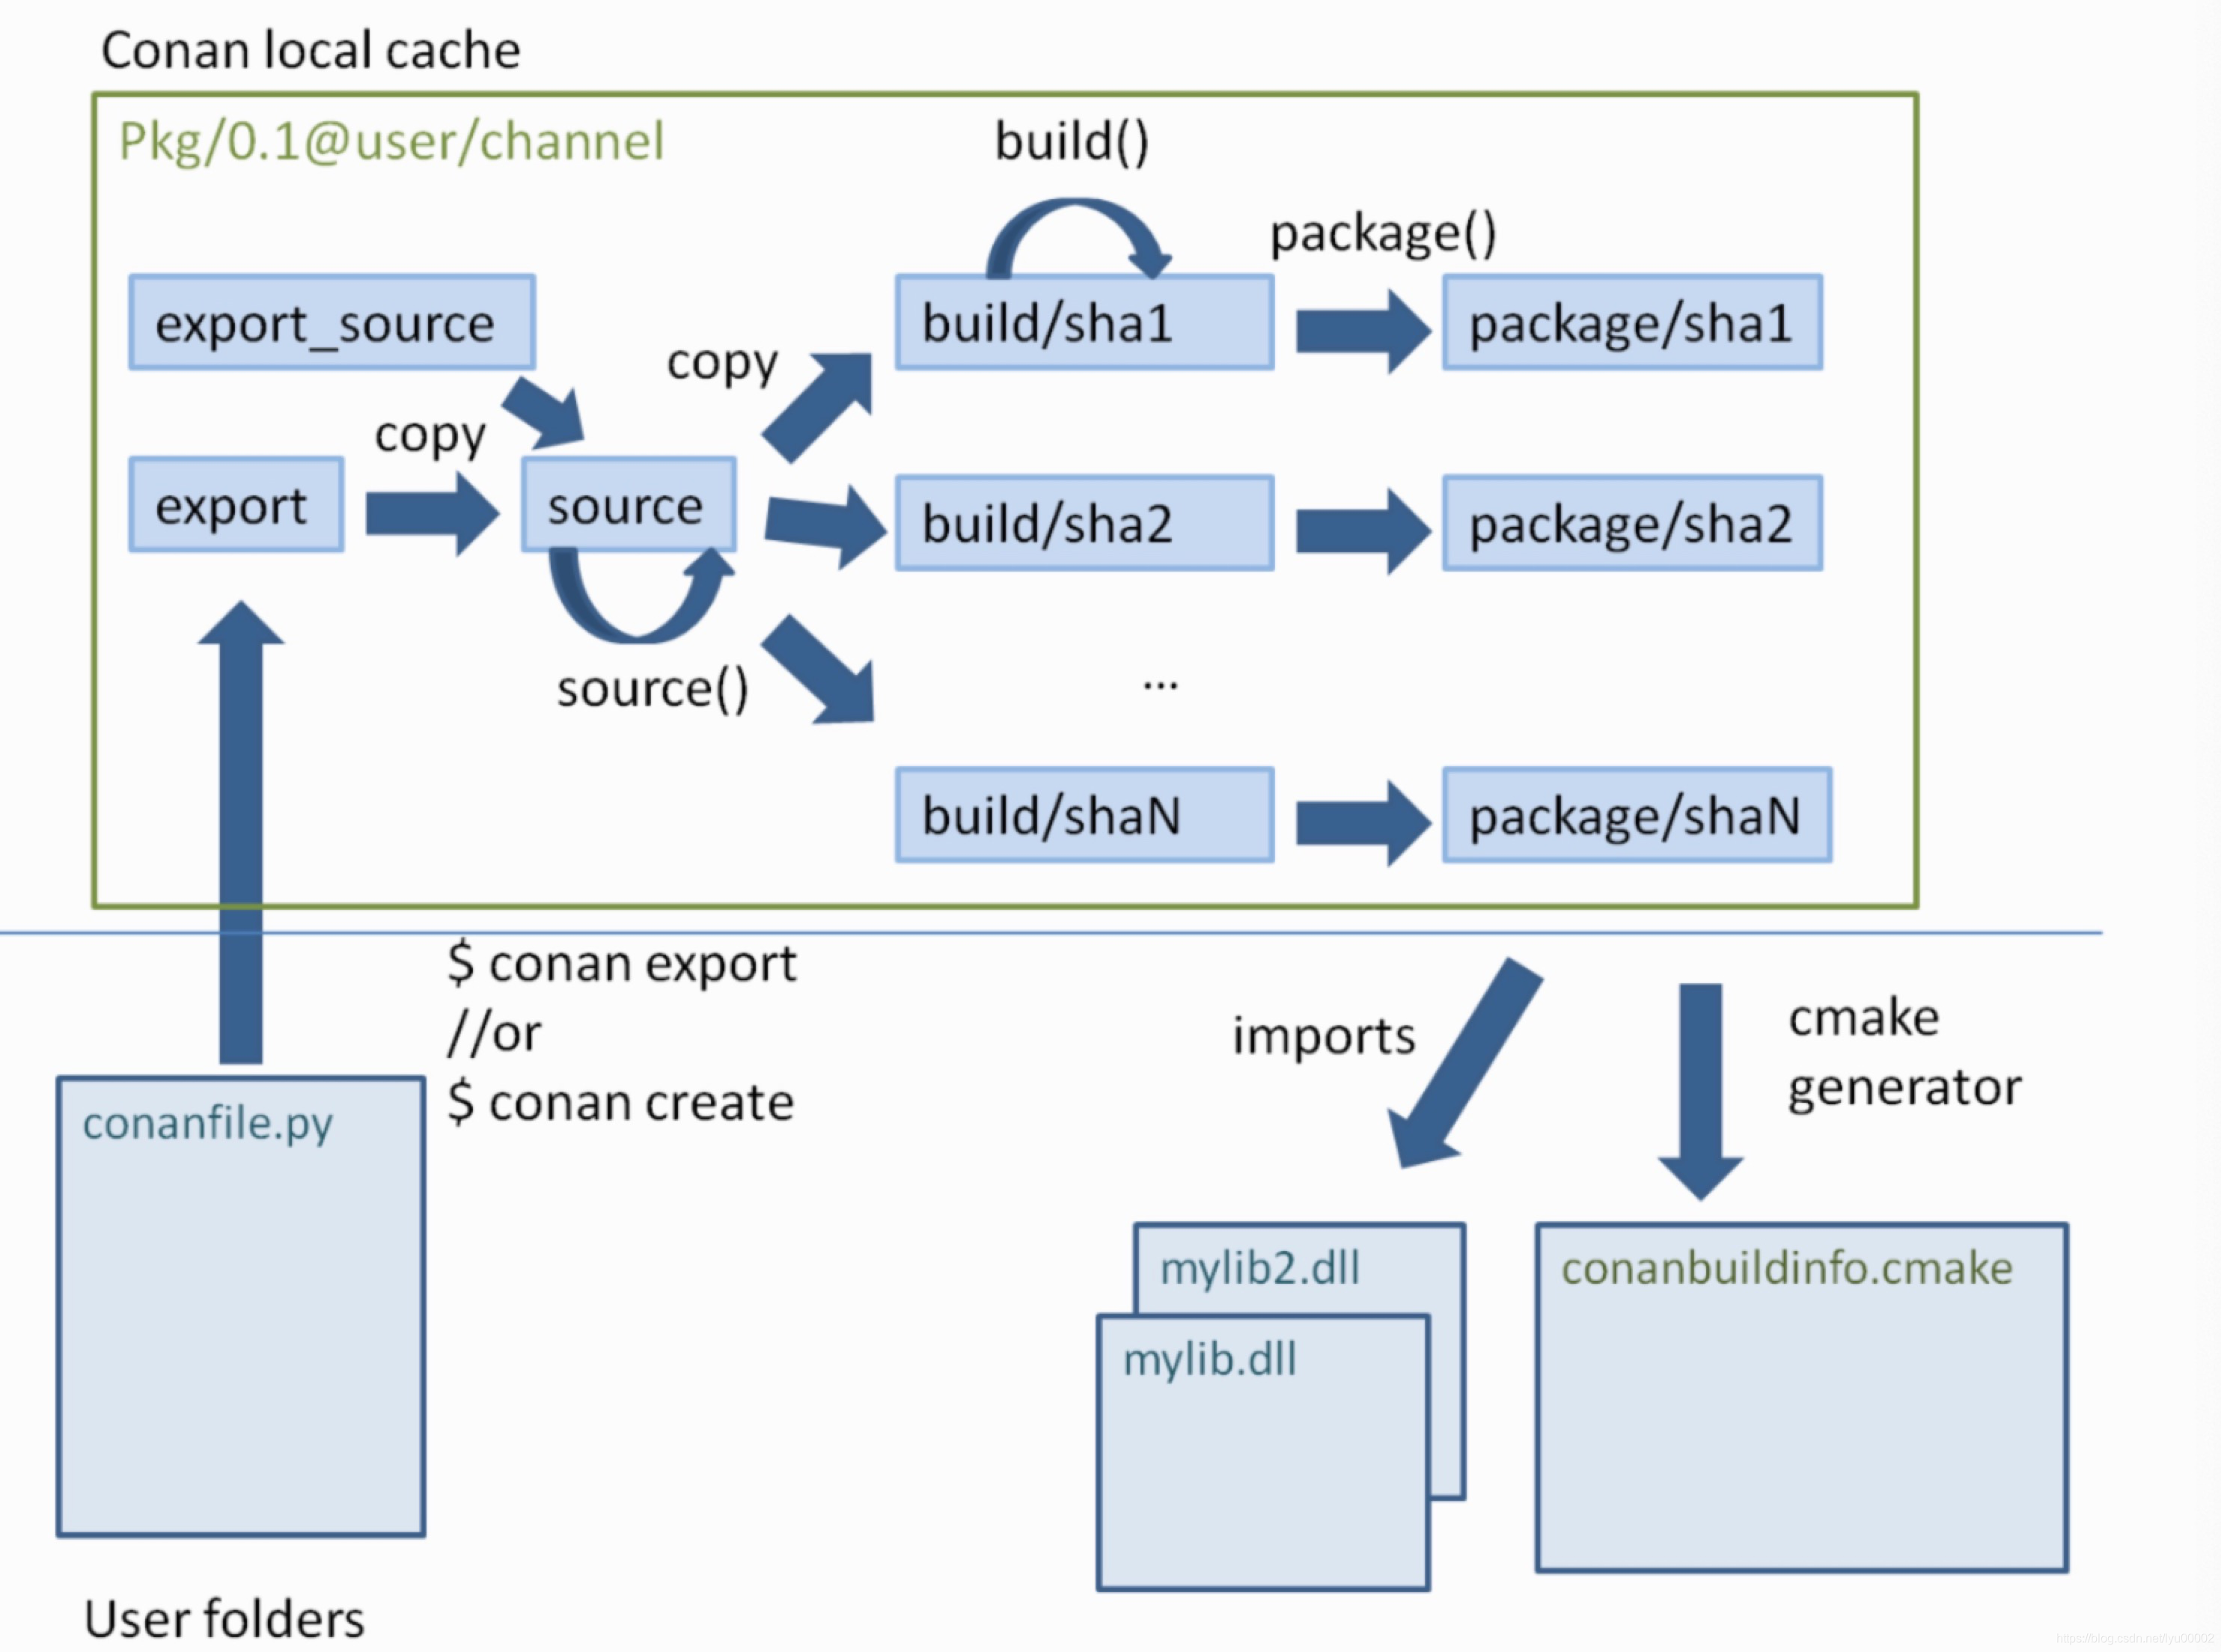 Conan local cache
Pkg/0.1@user/channel
build()
package()
export_source
copy
build/sha1
package/sha1
copy
export
source
build/sha2
package/sha2
source()
...
build/shaN
package/shaN
$ conan export
//or
$ conan create
imports
cmake
generator
conanfile.py
mylib2.dll
mylib.dll
conanbuildinfo.cmake
User folders
https://blog.csdn.net/lyu00002